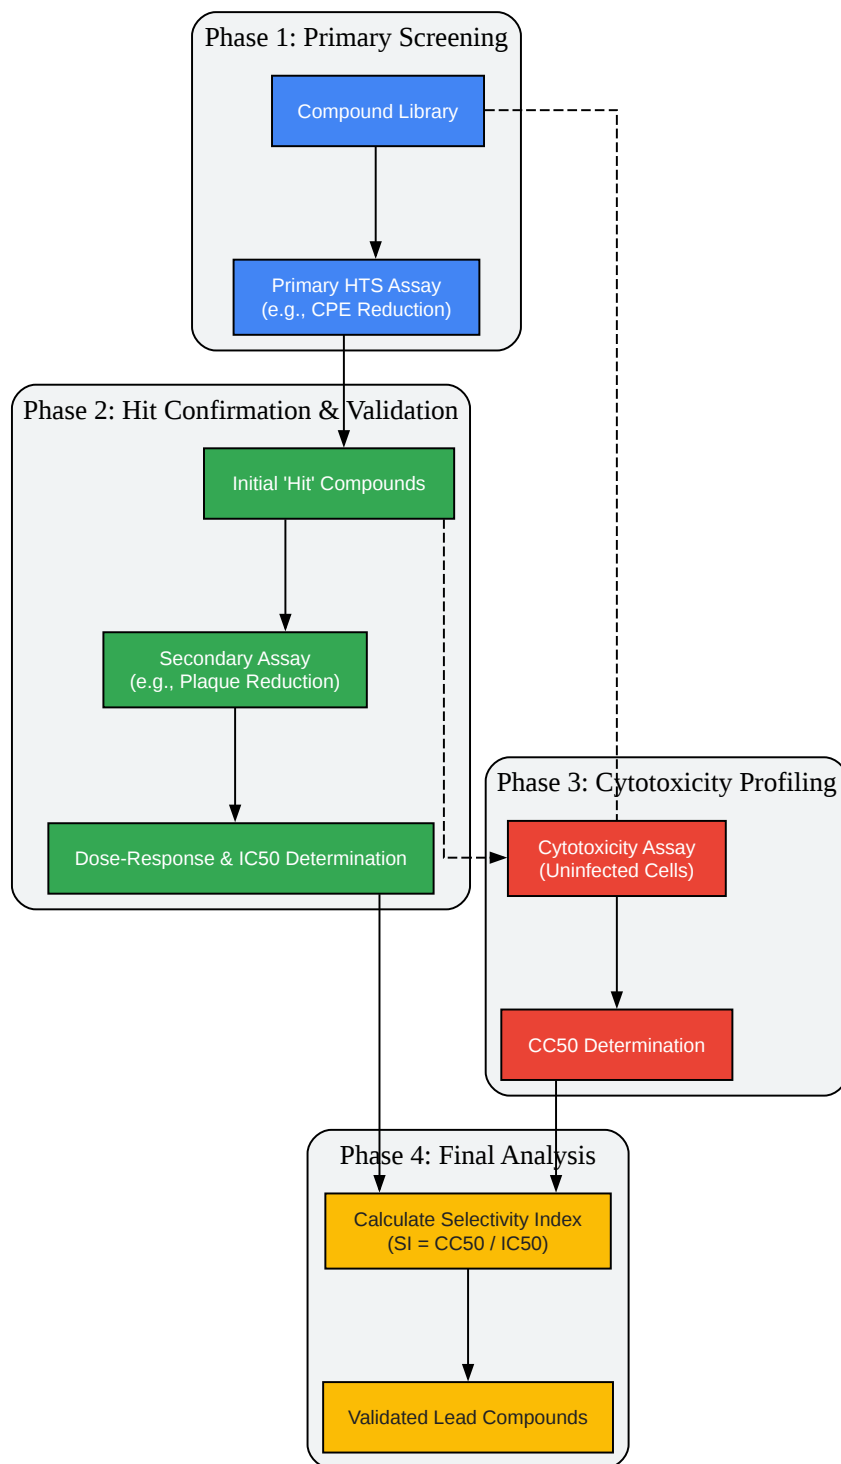 Phase 1: Primary Screening
Compound Library
Primary HTS Assay
(e.g., CPE Reduction)
Phase 2: Hit Confirmation & Validation
Initial 'Hit' Compounds
Secondary Assay
(e.g., Plaque Reduction)
Dose-Response & IC50 Determination
Phase 3: Cytotoxicity Profiling
Cytotoxicity Assay
(Uninfected Cells)
CC50 Determination
Phase 4: Final Analysis
Calculate Selectivity Index
(SI = CC50 / IC50)
Validated Lead Compounds